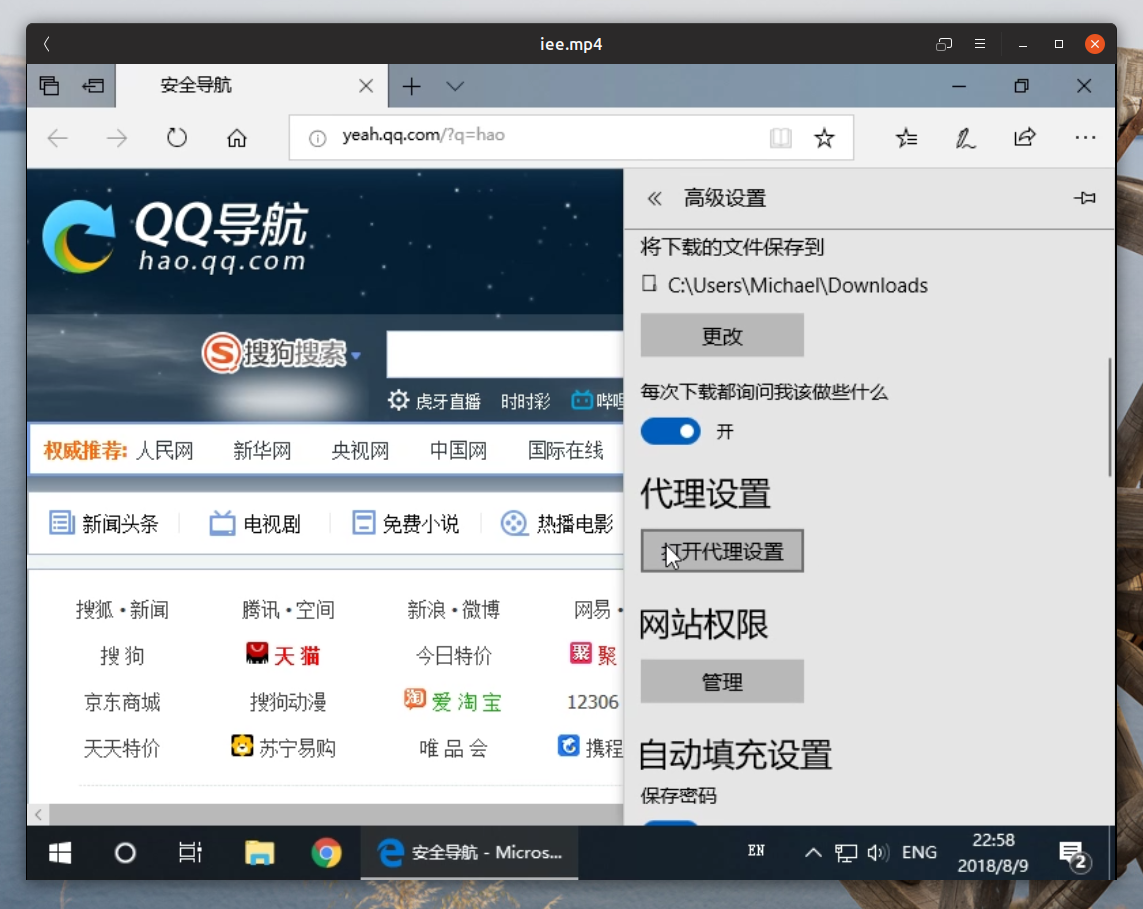 iee.mp4
安全导航
yeah.qq.com/?q=hao
QQ导航
hao.qq.com
搜狗搜索
虎牙直播 时时彩 哔哩
权威推荐: 人民网 新华网 央视网 中国网 国际在线
新闻头条 电视剧 免费小说 热播电影
搜狐·新闻 腾讯·空间 新浪·微博 网易·
搜狗 天猫 今日特价 聚 聚
京东商城 搜狗动漫 淘 爱淘宝 12306
天天特价 苏宁易购 唯品会 携程
高级设置
将下载的文件保存到
C:\Users\Michael\Downloads
更改
每次下载都询问我该做些什么
开
代理设置
打开代理设置
网站权限
管理
自动填充设置
保存密码
安全导航 - Micros...
EN
ENG
22:58
2018/8/9
2